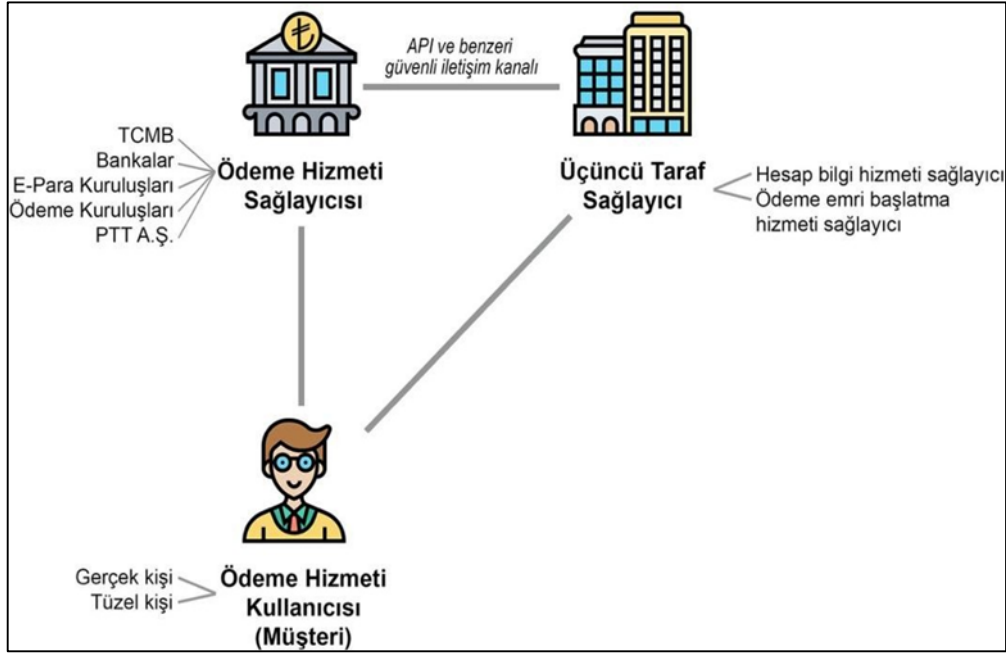 API ve benzeri
güvenli iletişim kanalı
TCMB
Bankalar
E-Para Kuruluşları
Ödeme Kuruluşları
PTT A.Ş.
Ödeme Hizmeti
Sağlayıcısı
Üçüncü Taraf
Sağlayıcı
Hesap bilgi hizmeti sağlayıcı
Ödeme emri başlatma
hizmeti sağlayıcı
Gerçek kişi
Tüzel kişi
Ödeme Hizmeti
Kullanıcısı
(Müşteri)